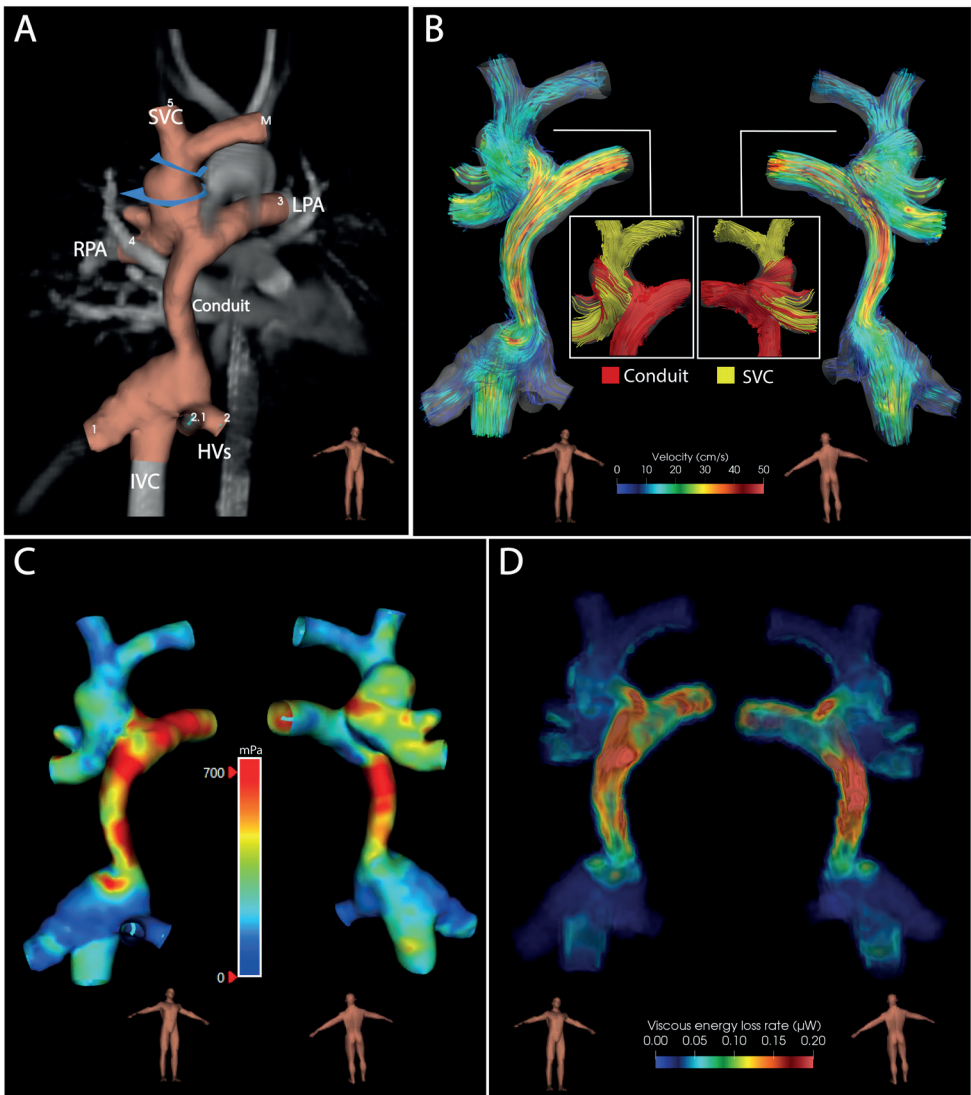 A
5
SVC
M
3
LPA
4
RPA
Conduit
1
2.1
2
HVs
IVC
B
Conduit
SVC
Velocity (cm/s)
0 10 20 30 40 50
C
mPa
700
0
D
Viscous energy loss rate (µW)
0.00 0.05 0.10 0.15 0.20